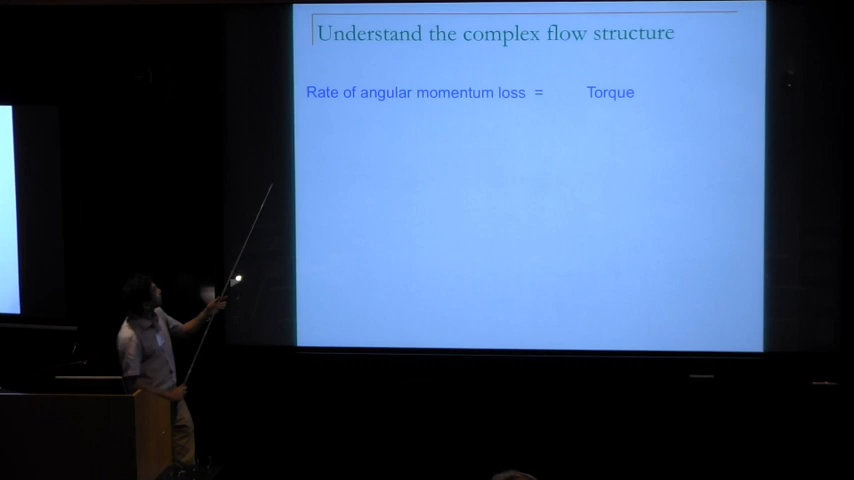 Understand the complex flow structure
Rate of angular momentum loss = Torque